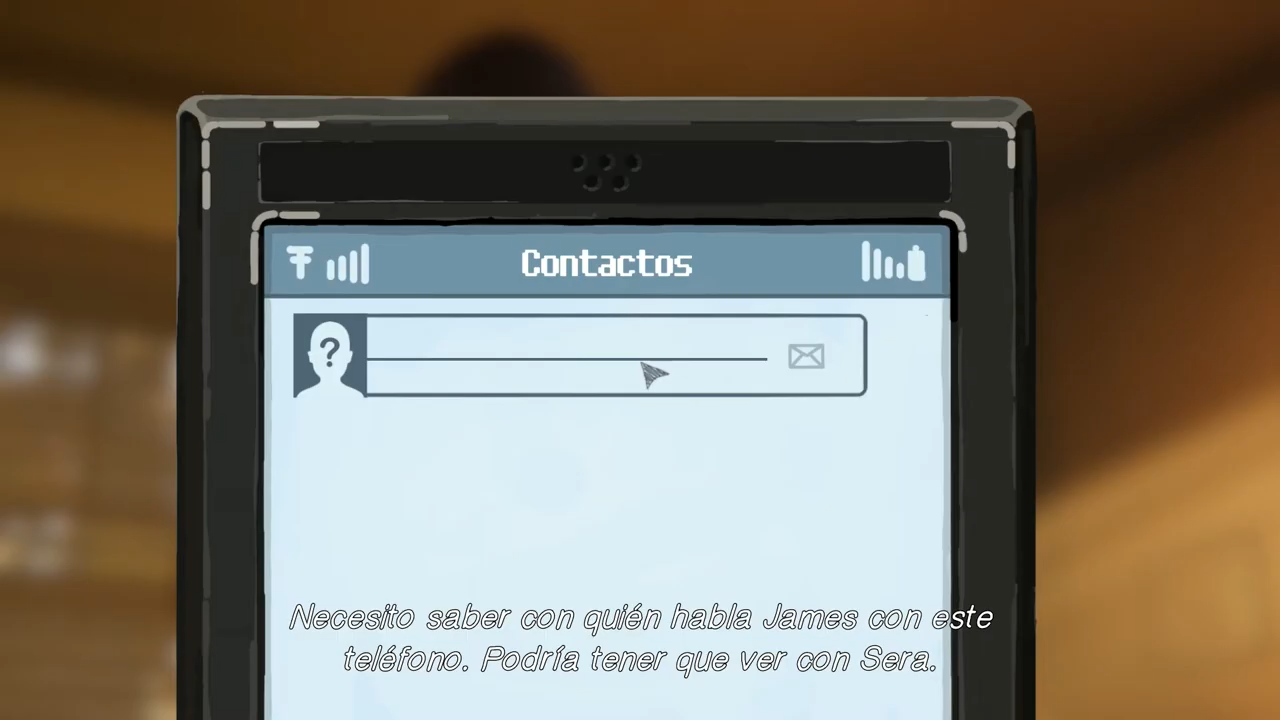 Contactos
?
Necesito saber con quién habla James con este
teléfono. Podría tener que ver con Sera.